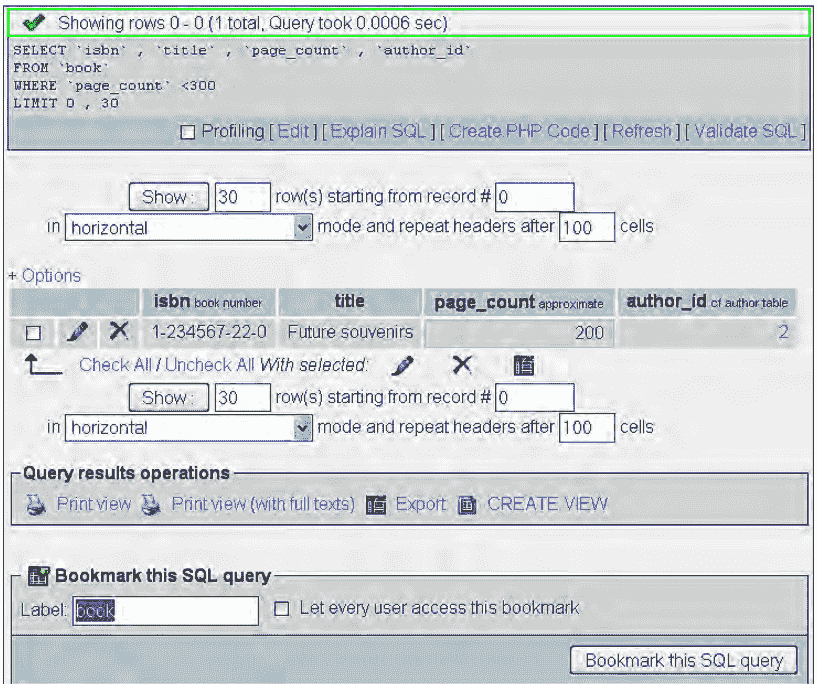 Showing rows 0 - 0 (1 total, Query took 0.0006 sec)
SELECT `isbn` , `title` , `page_count` , `author_id`
FROM `book`
WHERE `page_count` <300
LIMIT 0 , 30
Profiling [ Edit ] [ Explain SQL ] [ Create PHP Code ] [ Refresh ] [ Validate SQL ]
Show : 30 row(s) starting from record # 0
in horizontal mode and repeat headers after 100 cells
+ Options
isbn book number title page_count approximate author_id cf author table
1-234567-22-0 Future souvenirs 200 2
Check All / Uncheck All With selected:
Show : 30 row(s) starting from record # 0
in horizontal mode and repeat headers after 100 cells
Query results operations
Print view Print view (with full texts) Export CREATE VIEW
Bookmark this SQL query
Label: book Let every user access this bookmark
Bookmark this SQL query